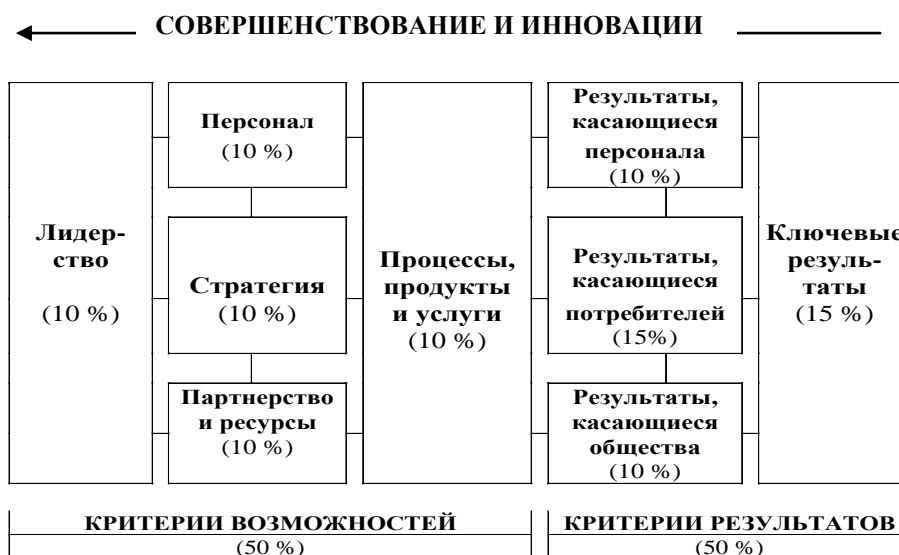 СОВЕРШЕНСТВОВАНИЕ И ИННОВАЦИИ
Лидер-
ство
(10 %)
Персонал
(10 %)
Стратегия
(10 %)
Партнерство
и ресурсы
(10 %)
Процессы,
продукты
и услуги
(10 %)
Результаты,
касающиеся
персонала
(10 %)
Результаты,
касающиеся
потребителей
(15%)
Результаты,
касающиеся
общества
(10 %)
Ключевые
резуль-
таты
(15 %)
КРИТЕРИИ ВОЗМОЖНОСТЕЙ
(50 %)
КРИТЕРИИ РЕЗУЛЬТАТОВ
(50 %)